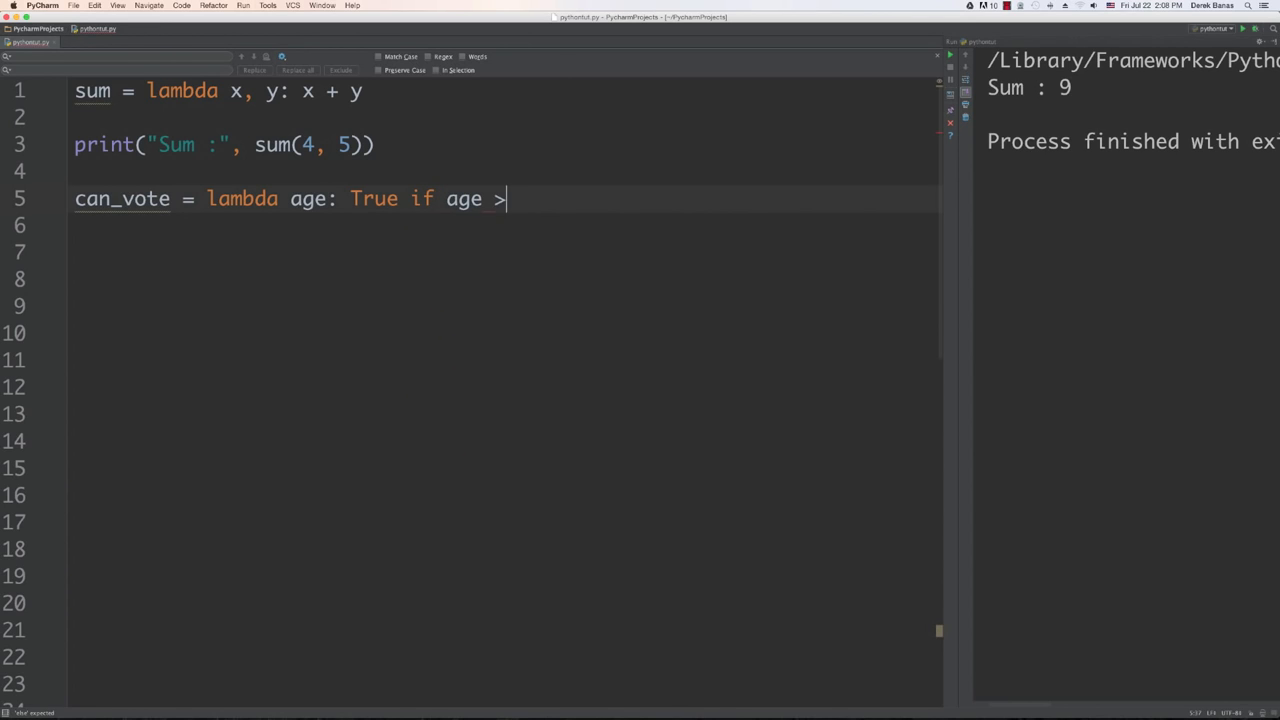 PyCharm File Edit View Navigate Code Refactor Run Tools VCS Window Help
10 Fri Jul 22 2:08 PM Derek Banas
pythontut.py - PycharmProjects - [~/PycharmProjects]
PycharmProjects pythontut.py pythontut
pythontut.py Run pythontut
Match Case Regex Words
Replace Replace all Exclude Preserve Case In Selection
1 sum = lambda x, y: x + y
2
3 print("Sum :", sum(4, 5))
4
5 can_vote = lambda age: True if age >
6
7
8
9
10
11
12
13
14
15
16
17
18
19
20
21
22
23
/Library/Frameworks/Pytho
Sum : 9
Process finished with exi
'else' expected 5:37 LF UTF-8